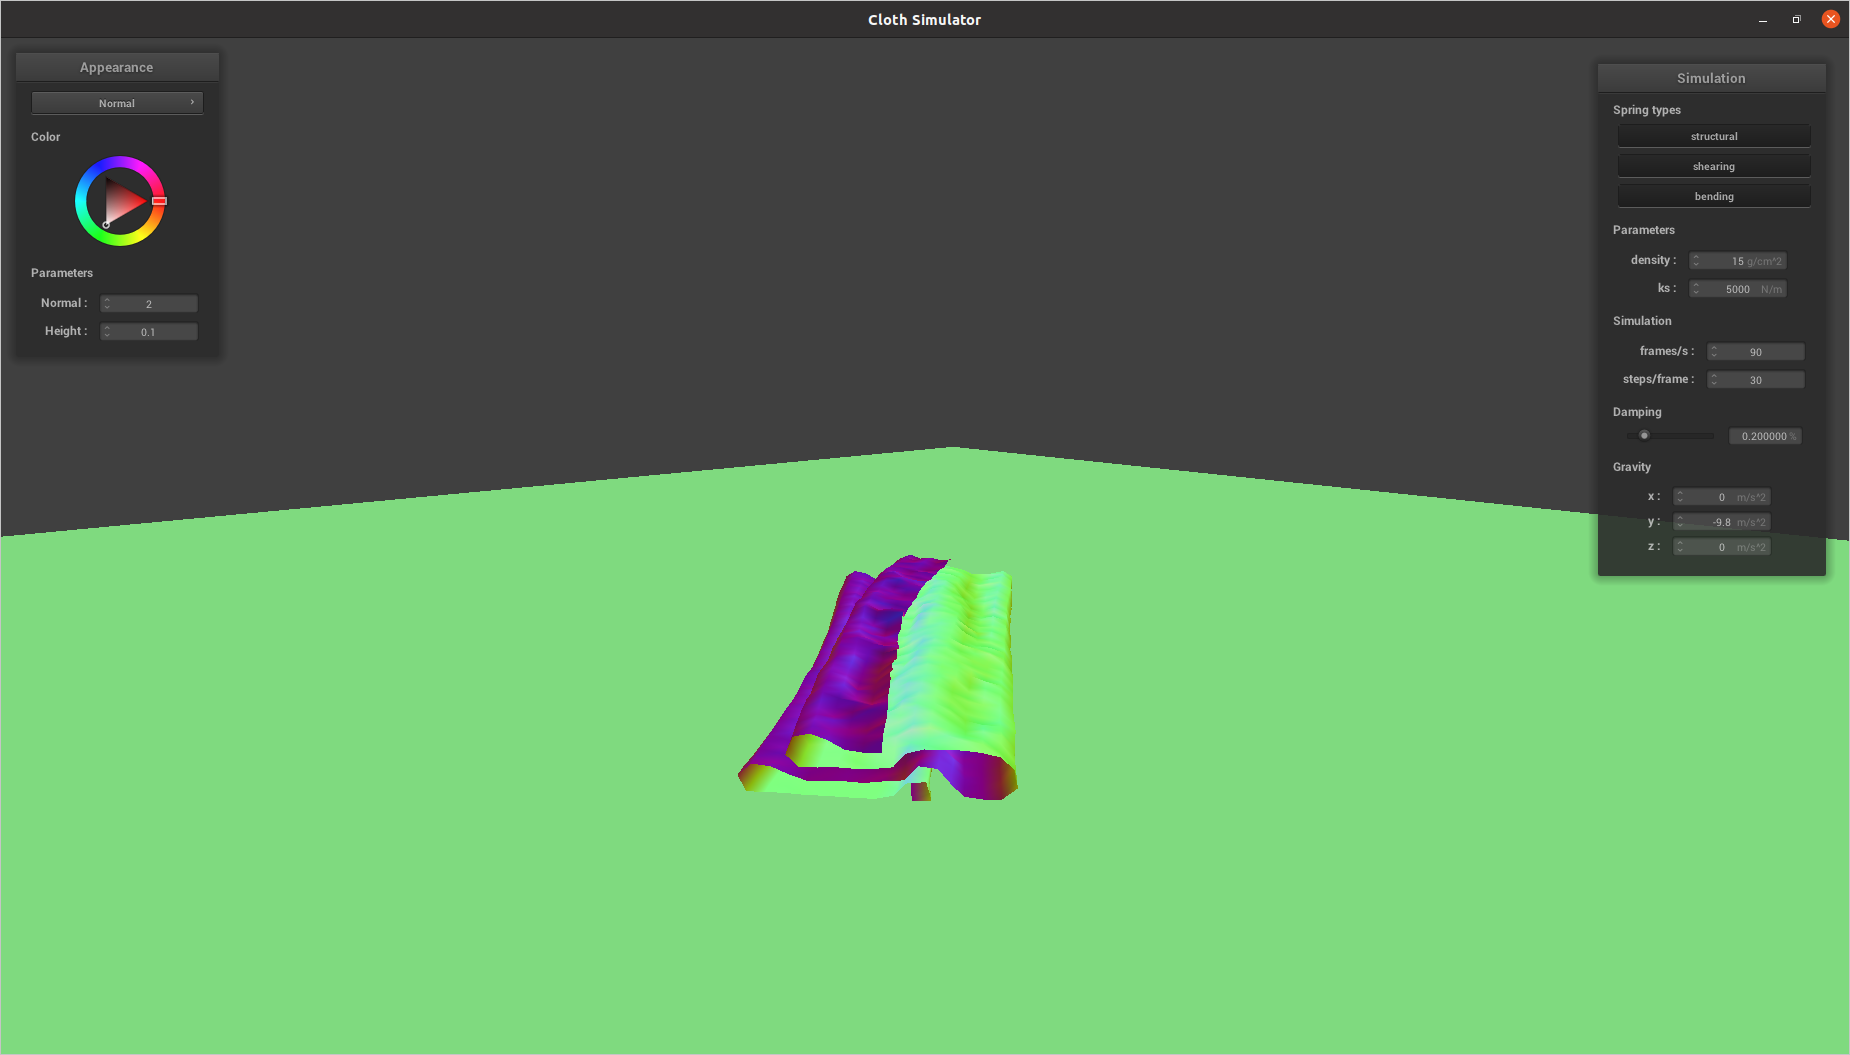 Cloth Simulator
Appearance
Normal
Color
Parameters
Normal : 2
Height : 0.1
Simulation
Spring types
structural
shearing
bending
Parameters
density : 15 g/cm^2
ks : 5000 N/m
Simulation
frames/s : 90
steps/frame : 30
Damping
0.200000 %
Gravity
x : 0 m/s^2
y : -9.8 m/s^2
z : 0 m/s^2